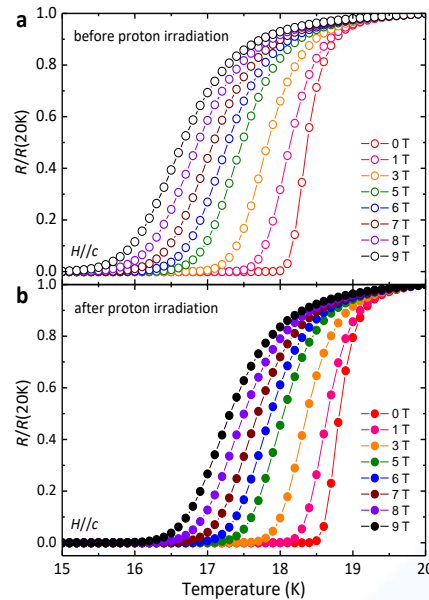 a
before proton irradiation
1.0
0.8
0.6
0.4
0.2
0.0
R/R(20K)
0 T
1 T
3 T
5 T
6 T
7 T
8 T
9 T
H//c
b
after proton irradiation
1.0
0.8
0.6
0.4
0.2
0.0
R/R(20K)
0 T
1 T
3 T
5 T
6 T
7 T
8 T
9 T
H//c
15 16 17 18 19 20
Temperature (K)